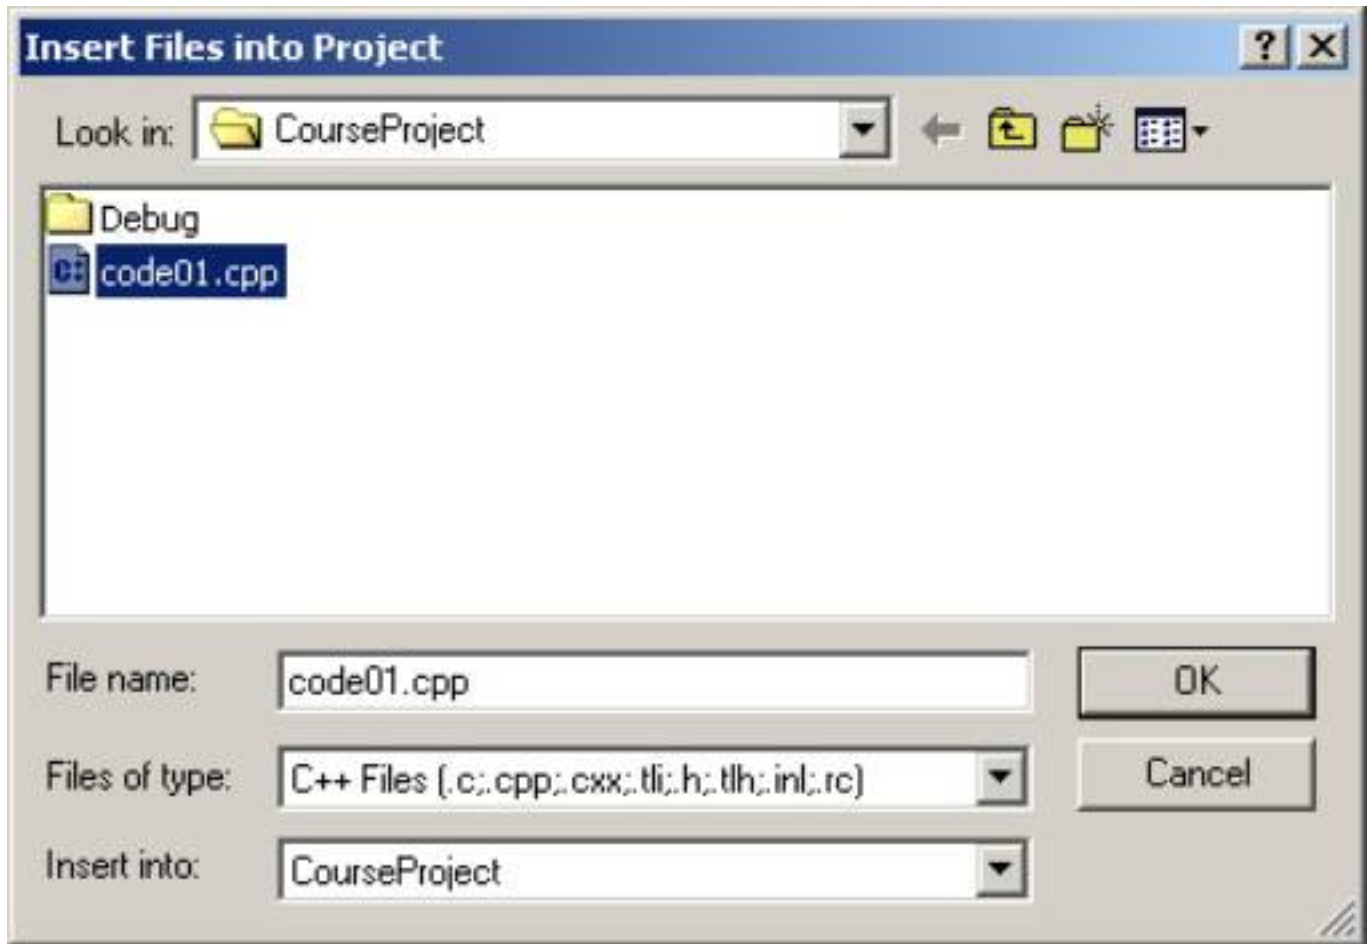 Insert Files into Project
Look in: CourseProject
Debug
code01.cpp
File name: code01.cpp
OK
Files of type: C++ Files (.c;.cpp;.cxx;.tli;.h;.tlh;.inl;.rc)
Cancel
Insert into: CourseProject